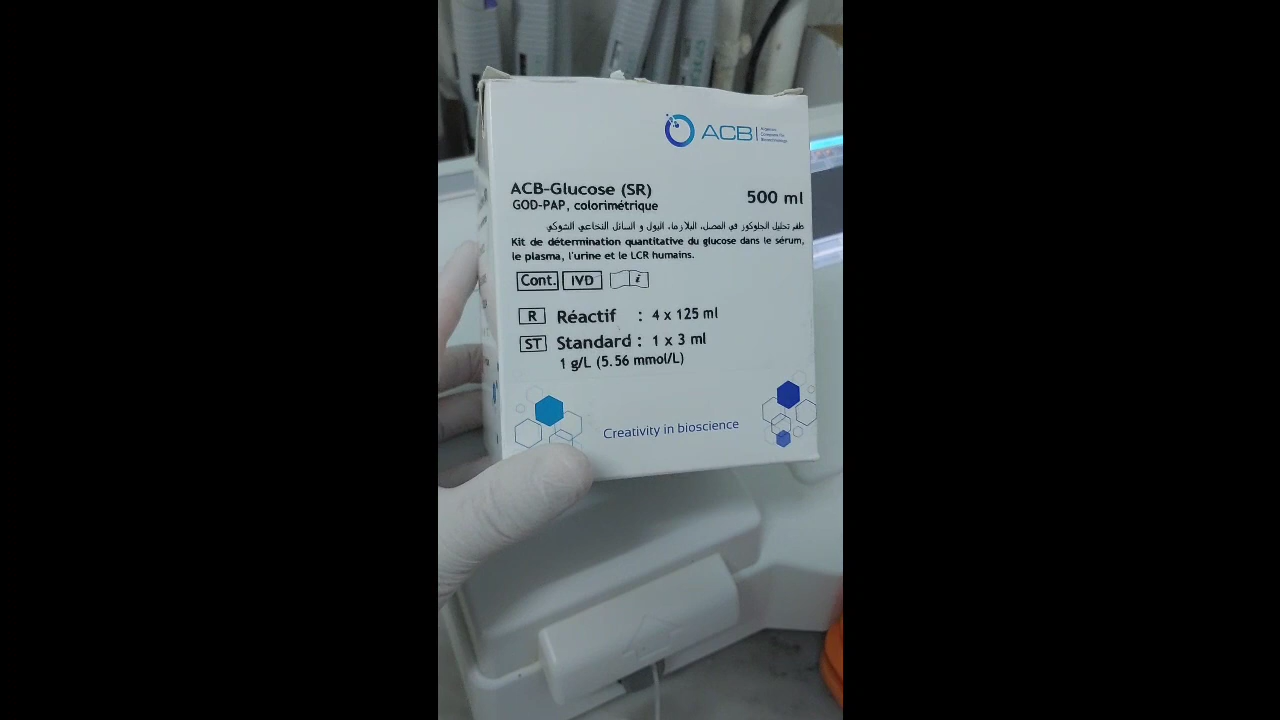 ACB
ACB-Glucose (SR)
500 ml
GOD-PAP, colorimétrique
طقم تحليل الجلوكوز في المصل، البلازما، البول و السائل النخاعي الشوكي
Kit de détermination quantitative du glucose dans le sérum,
le plasma, l'urine et le LCR humains.
Cont. IVD i
R Réactif : 4 x 125 ml
ST Standard : 1 x 3 ml
1 g/L (5.56 mmol/L)
Creativity in bioscience